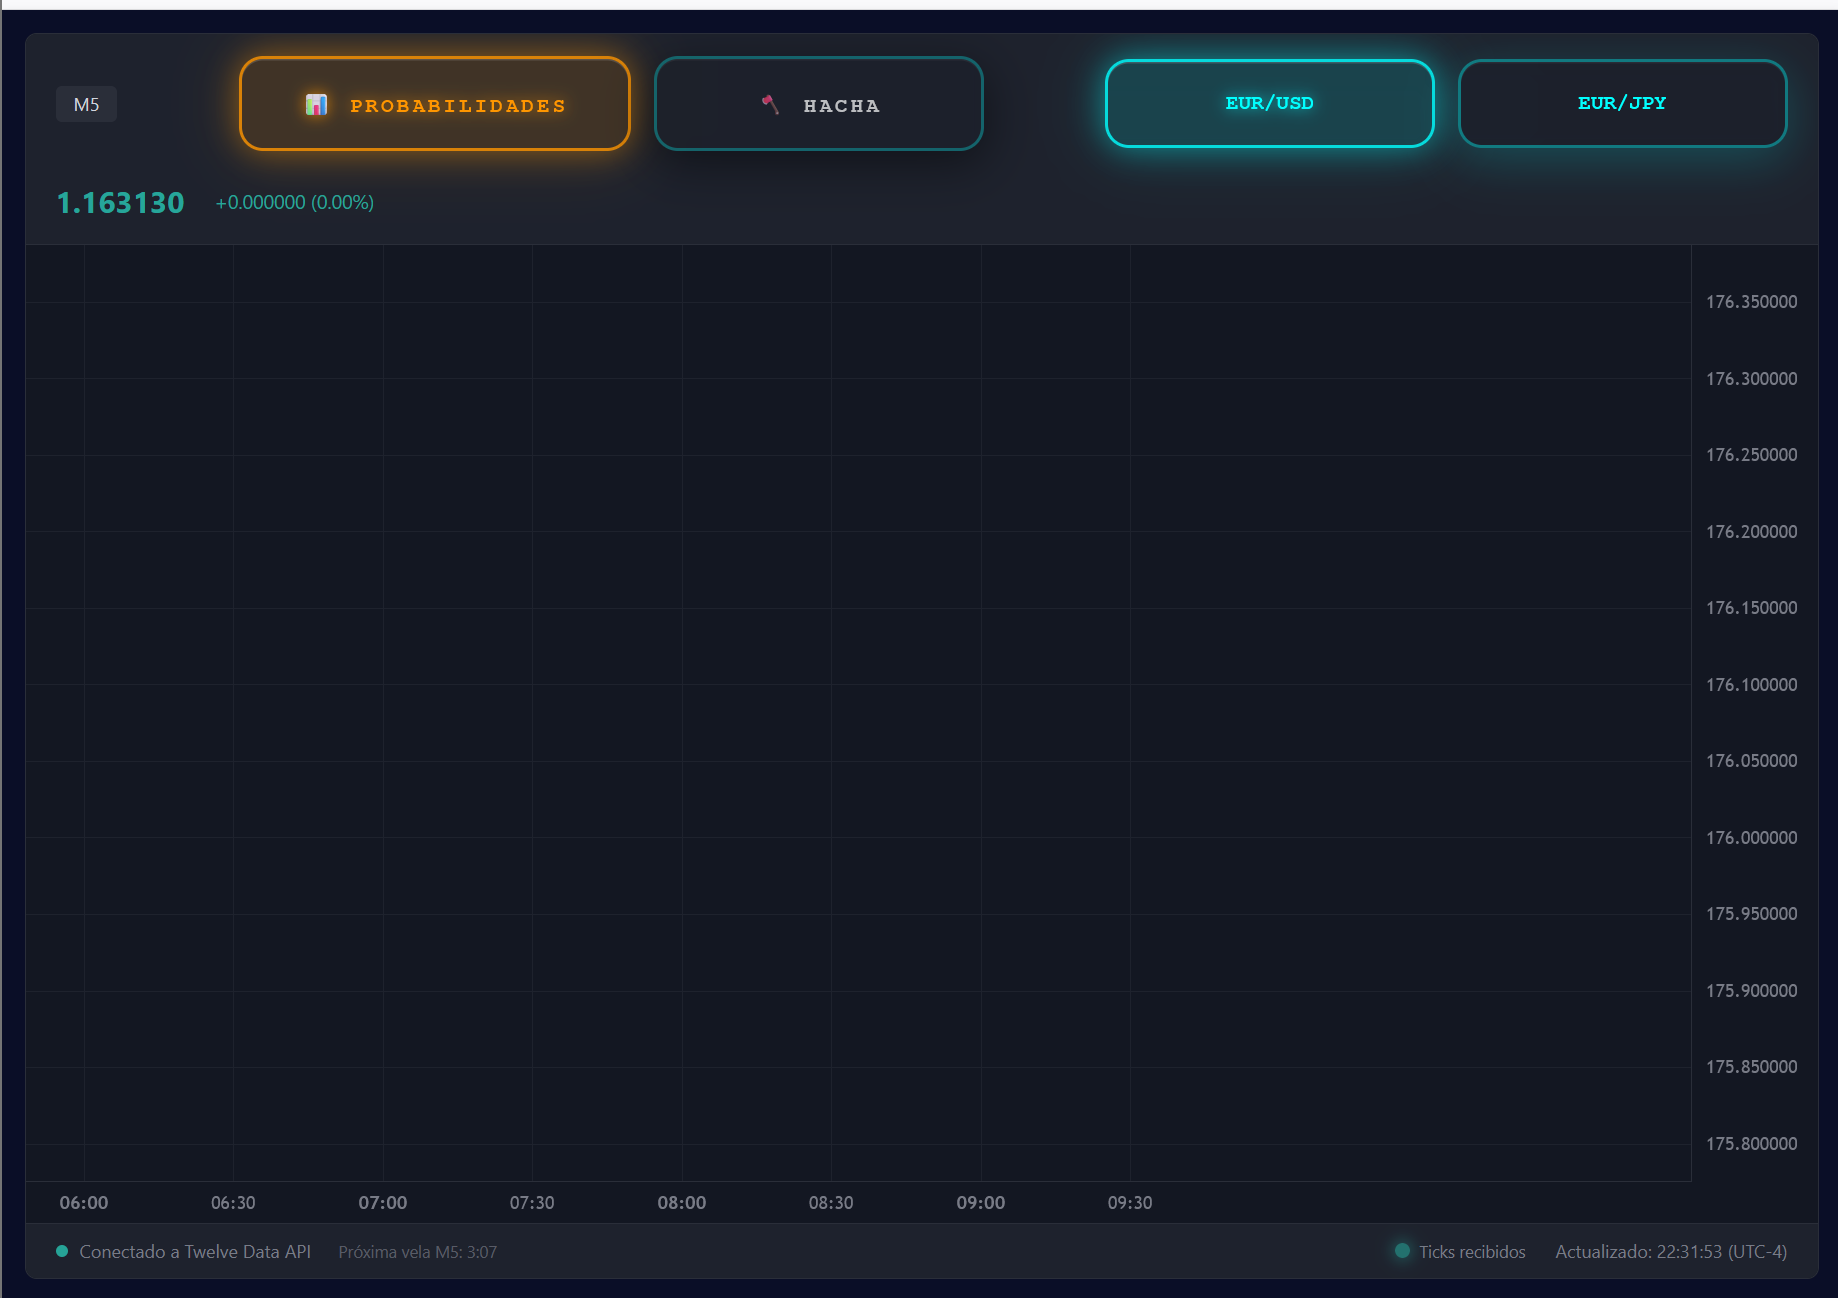 M5
PROBABILIDADES
HACHA
EUR/USD
EUR/JPY
1.163130 +0.000000 (0.00%)
176.350000
176.300000
176.250000
176.200000
176.150000
176.100000
176.050000
176.000000
175.950000
175.900000
175.850000
175.800000
06:00 06:30 07:00 07:30 08:00 08:30 09:00 09:30
Conectado a Twelve Data API Próxima vela M5: 3:07 Ticks recibidos Actualizado: 22:31:53 (UTC-4)